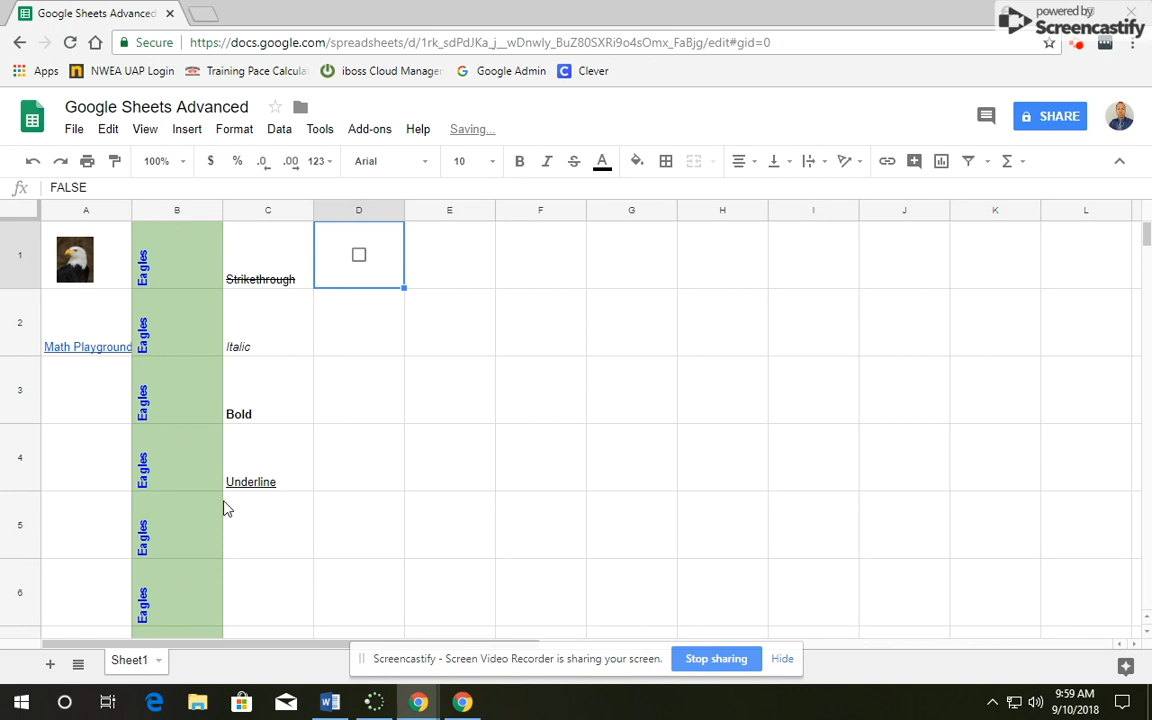 Google Sheets Advanced
powered by
Screencastify
Secure https://docs.google.com/spreadsheets/d/1rk_sdPdJKa_j__wDnwly_BuZ80SXRi9o4sOmx_FaBjg/edit#gid=0
Apps NWEA UAP Login Training Pace Calcula iboss Cloud Manage Google Admin Clever
Google Sheets Advanced
File Edit View Insert Format Data Tools Add-ons Help Saving...
SHARE
100% $ % .0 .00 123 Arial 10 B I S A
fx FALSE
A B C D E F G H I J K L
1 Eagles Strikethrough
2 Math Playground Eagles Italic
3 Eagles Bold
4 Eagles Underline
5 Eagles
6 Eagles
Sheet1
Screencastify - Screen Video Recorder is sharing your screen. Stop sharing Hide
9:59 AM
9/10/2018